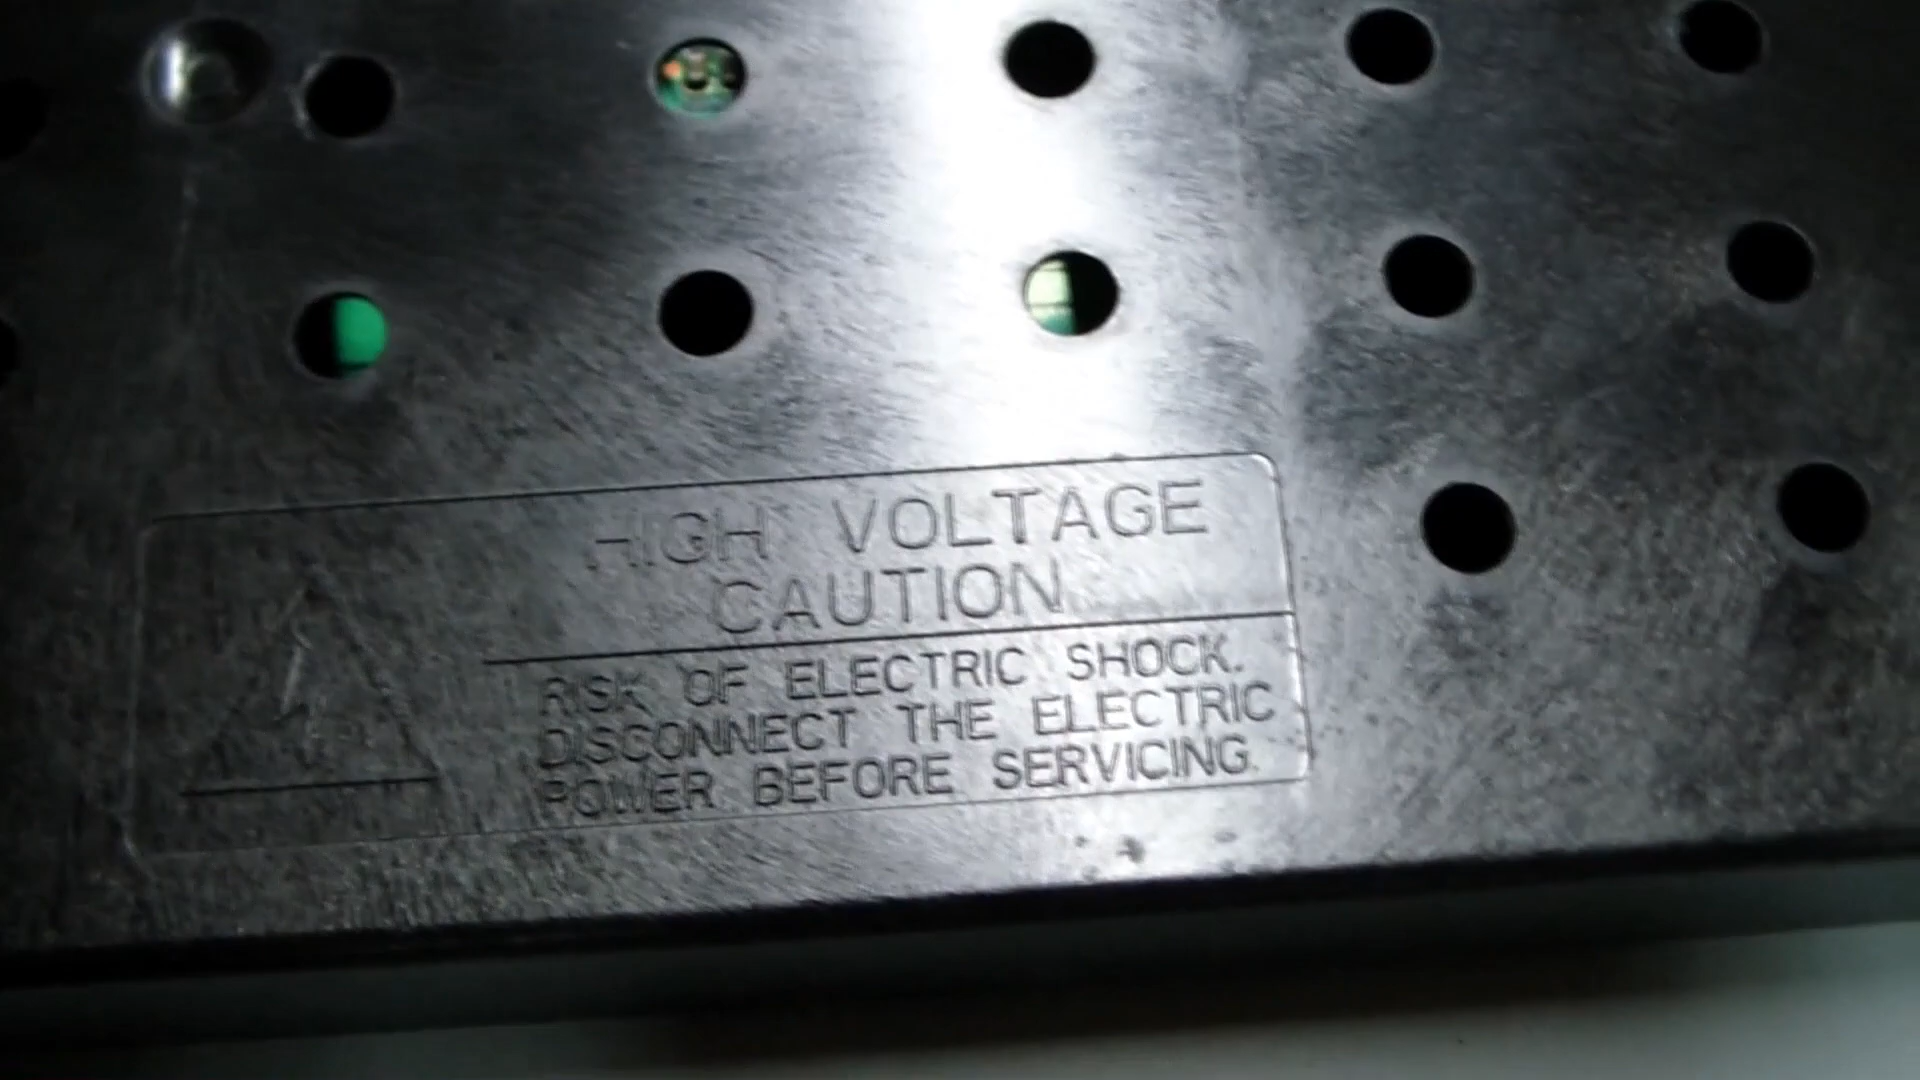 HIGH VOLTAGE
CAUTION
RISK OF ELECTRIC SHOCK.
DISCONNECT THE ELECTRIC
POWER BEFORE SERVICING.